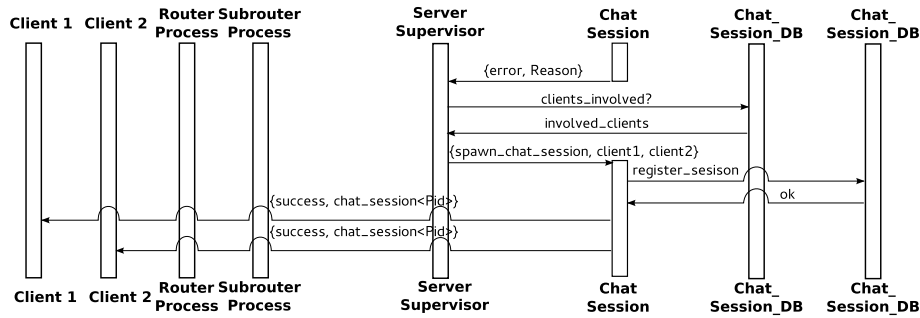 Client 1 Client 2 Router Process Subrouter Process Server Supervisor Chat Session Chat_ Session_DB Chat_ Session_DB
{error, Reason}
clients_involved?
involved_clients
{spawn_chat_session, client1, client2}
register_sesison
ok
{success, chat_session<Pid>}
{success, chat_session<Pid>}
Client 1 Client 2 Router Process Subrouter Process Server Supervisor Chat Session Chat_ Session_DB Chat_ Session_DB